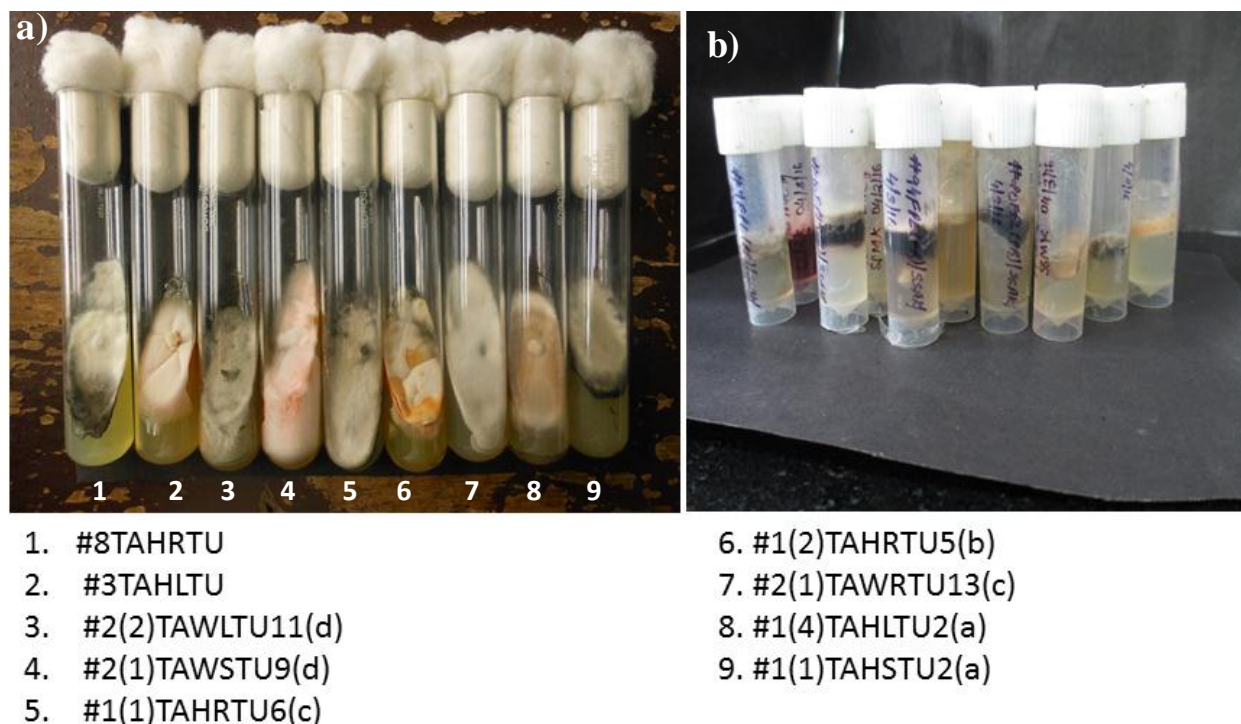 a)
b)
1 2 3 4 5 6 7 8 9
1. #8TAHRTU
2. #3TAHLTU
3. #2(2)TAWLTU11(d)
4. #2(1)TAWSTU9(d)
5. #1(1)TAHRTU6(c)
6. #1(2)TAHRTU5(b)
7. #2(1)TAWRTU13(c)
8. #1(4)TAHLTU2(a)
9. #1(1)TAHSTU2(a)